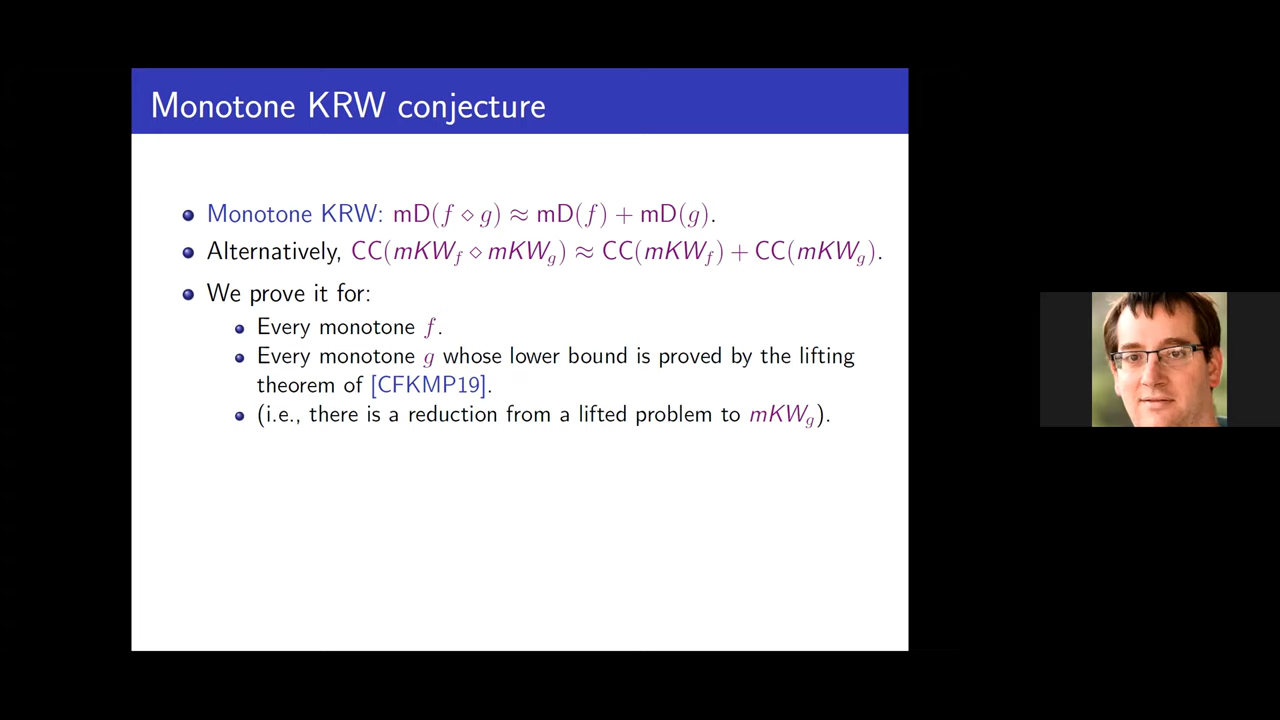 Monotone KRW conjecture
Monotone KRW: mD(f ⋄ g) ≈ mD(f) + mD(g).
Alternatively, CC(mKW_f ⋄ mKW_g) ≈ CC(mKW_f) + CC(mKW_g).
We prove it for:
Every monotone f.
Every monotone g whose lower bound is proved by the lifting
theorem of [CFKMP19].
(i.e., there is a reduction from a lifted problem to mKW_g).